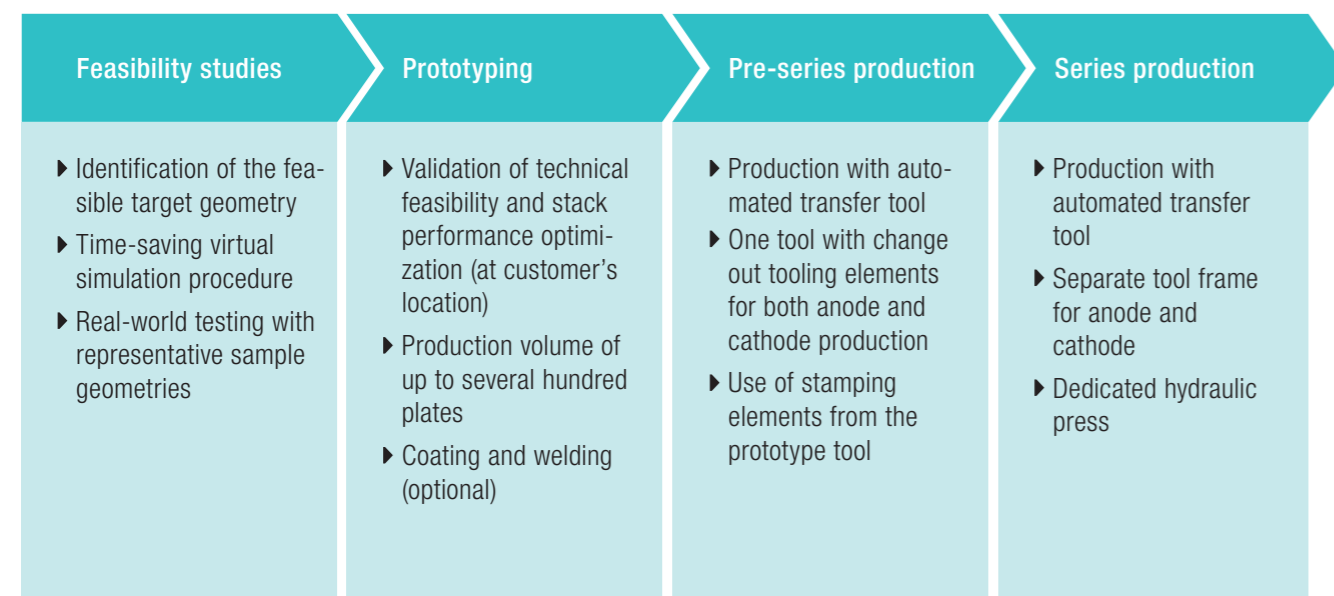 Feasibility studies
Identification of the fea-
sible target geometry
Time-saving virtual
simulation procedure
Real-world testing with
representative sample
geometries
Prototyping
Validation of technical
feasibility and stack
performance optimi-
zation (at customer’s
location)
Production volume of
up to several hundred
plates
Coating and welding
(optional)
Pre-series production
Production with auto-
mated transfer tool
One tool with change
out tooling elements
for both anode and
cathode production
Use of stamping
elements from the
prototype tool
Series production
Production with
automated transfer
tool
Separate tool frame
for anode and
cathode
Dedicated hydraulic
press